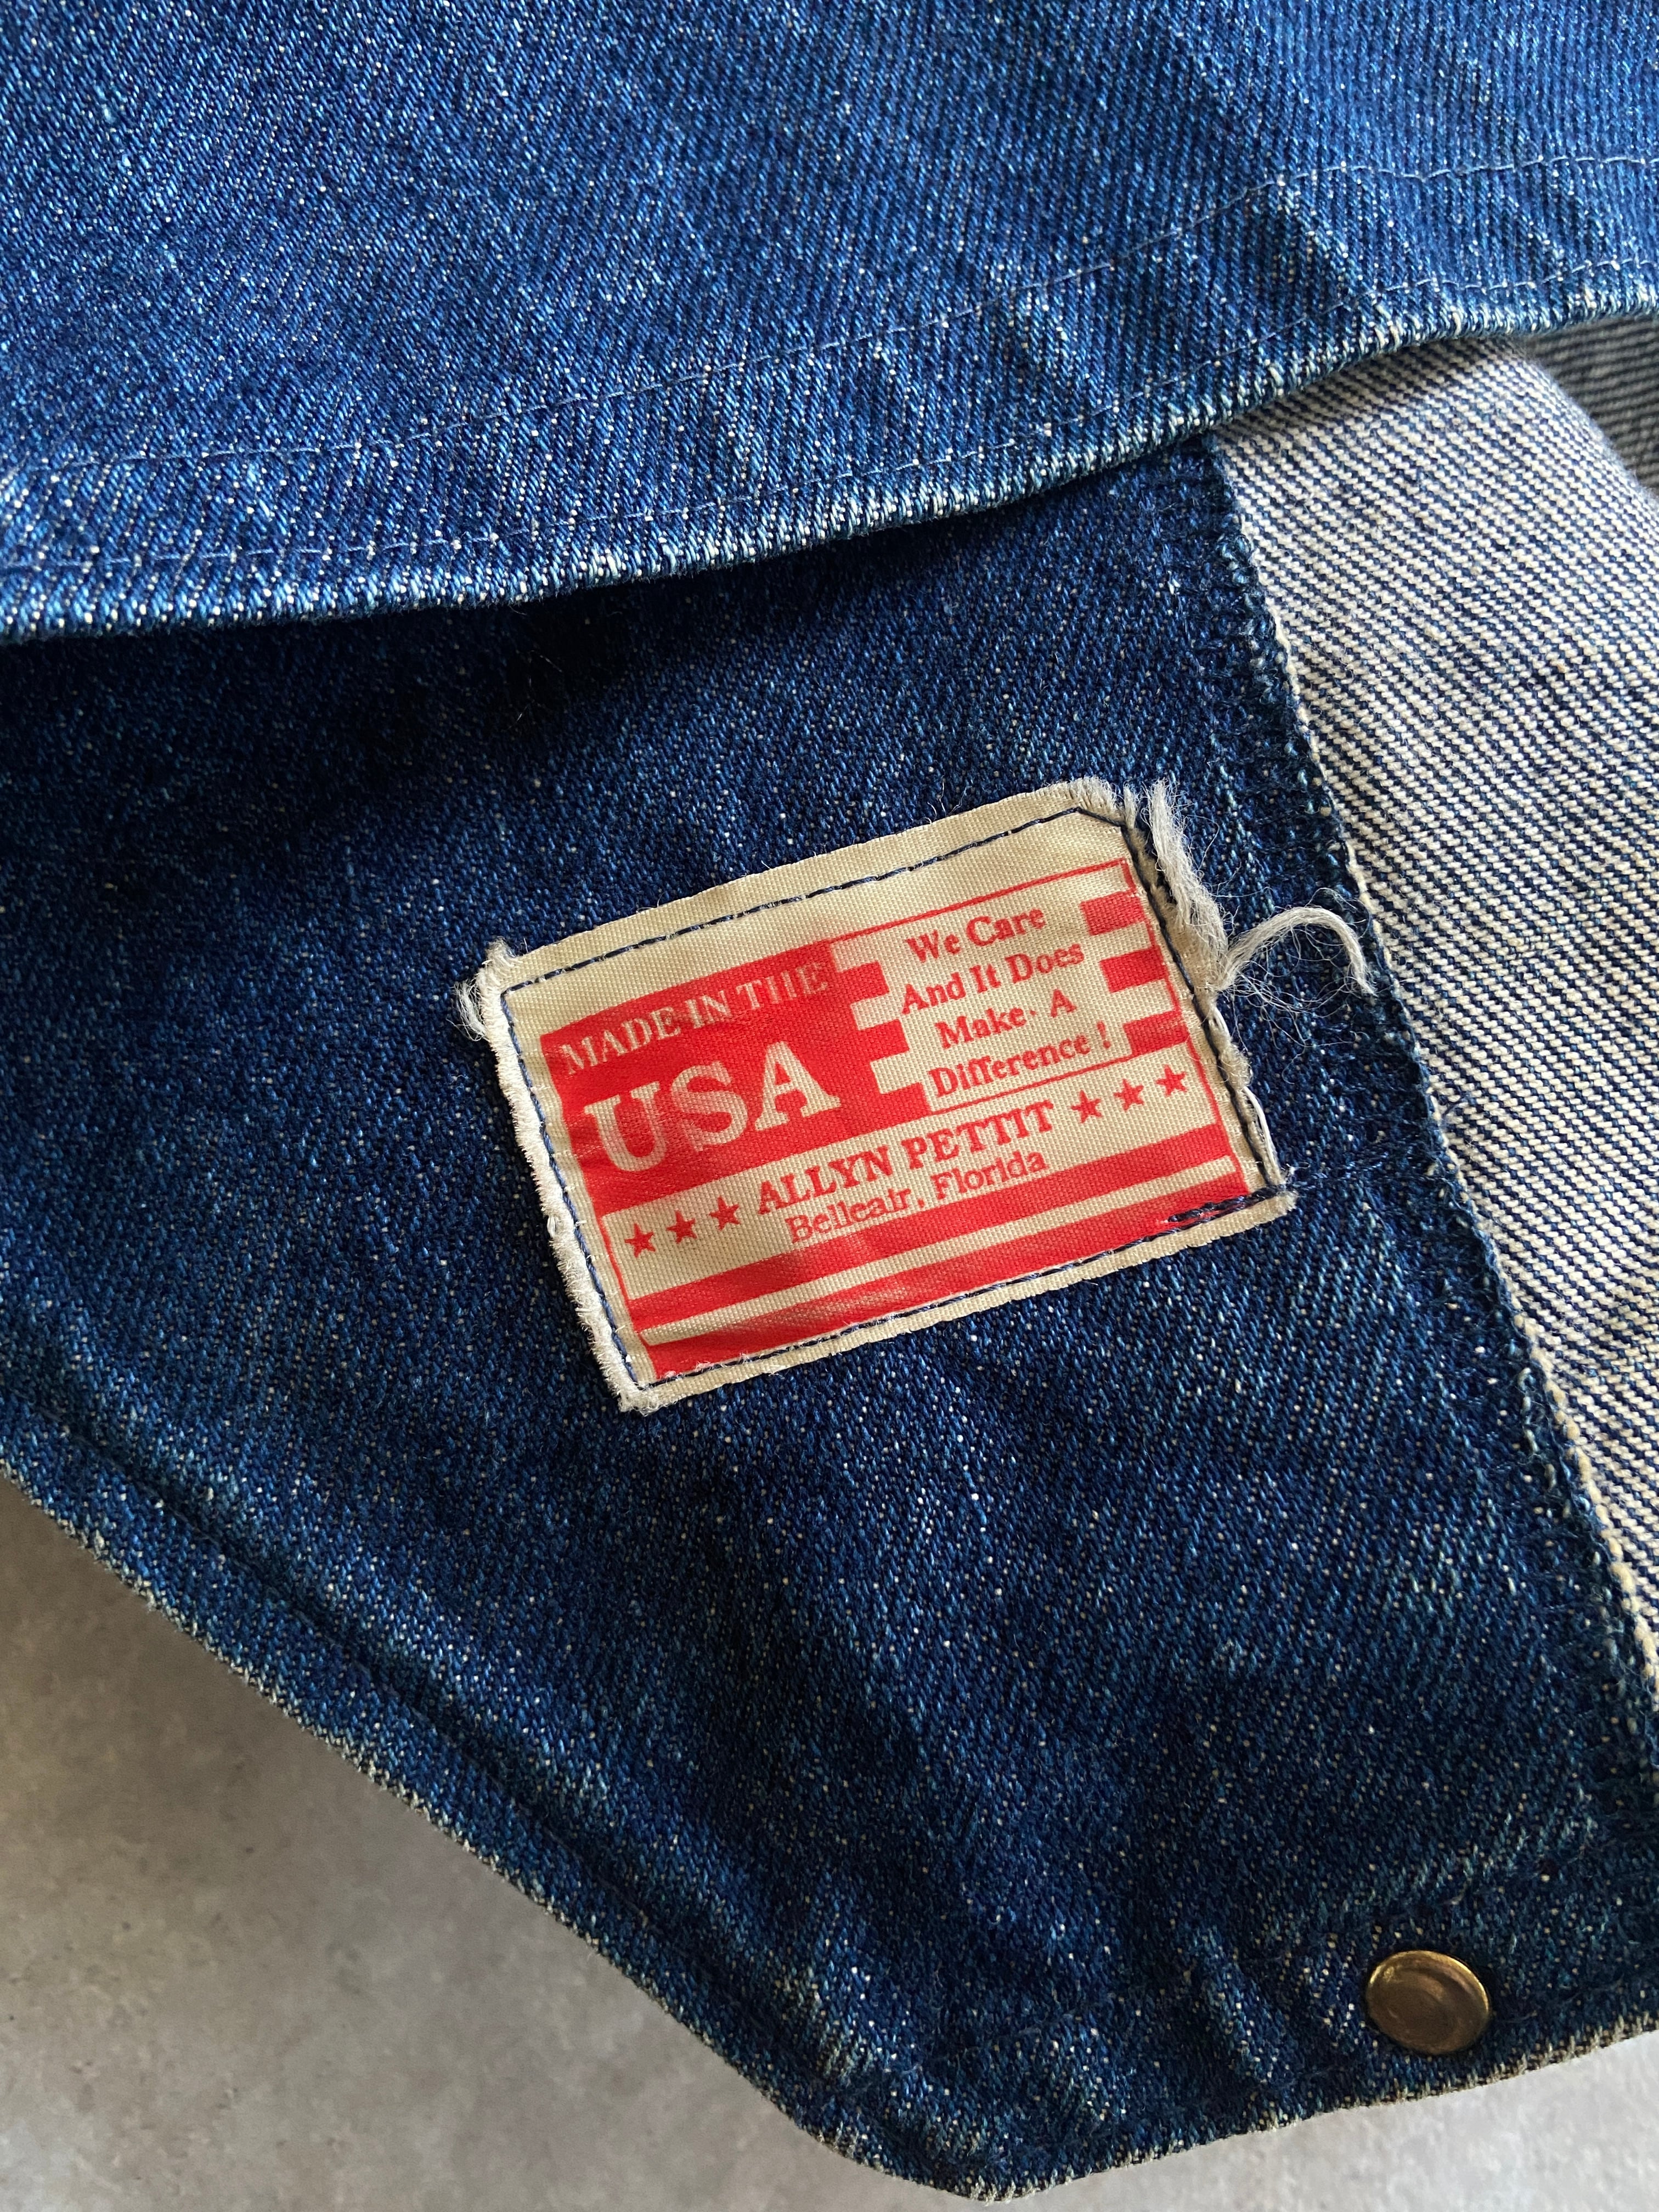 MADE IN THE
USA
We Care
And It Does
Make · A
Difference !
★ ★ ★ ALLYN PETTIT ★ ★ ★
Belleair, Florida